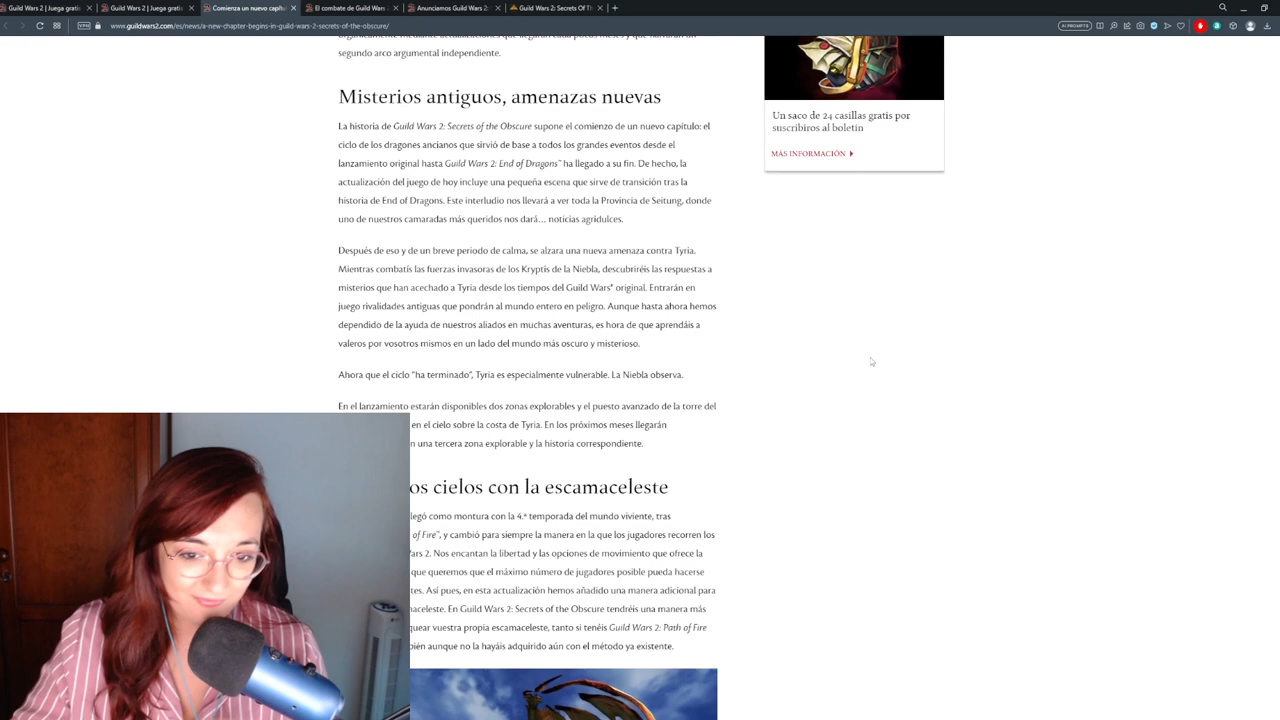 Guild Wars 2 | Juega gratis
Guild Wars 2 | Juega gratis
Comienza un nuevo capítu
El combate de Guild Wars
Anunciamos Guild Wars 2:
Guild Wars 2: Secrets Of Th
VPN
www.guildwars2.com/es/news/a-new-chapter-begins-in-guild-wars-2-secrets-of-the-obscure/
AI PROMPTS
segundo arco argumental independiente.
Misterios antiguos, amenazas nuevas
La historia de Guild Wars 2: Secrets of the Obscure supone el comienzo de un nuevo capítulo: el
ciclo de los dragones ancianos que sirvió de base a todos los grandes eventos desde el
lanzamiento original hasta Guild Wars 2: End of Dragons™ ha llegado a su fin. De hecho, la
actualización del juego de hoy incluye una pequeña escena que sirve de transición tras la
historia de End of Dragons. Este interludio nos llevará a ver toda la Provincia de Seitung, donde
uno de nuestros camaradas más queridos nos dará... noticias agridulces.
Después de eso y de un breve periodo de calma, se alzara una nueva amenaza contra Tyria.
Mientras combatís las fuerzas invasoras de los Kryptis de la Niebla, descubriréis las respuestas a
misterios que han acechado a Tyria desde los tiempos del Guild Wars® original. Entrarán en
juego rivalidades antiguas que pondrán al mundo entero en peligro. Aunque hasta ahora hemos
dependido de la ayuda de nuestros aliados en muchas aventuras, es hora de que aprendáis a
valeros por vosotros mismos en un lado del mundo más oscuro y misterioso.
Ahora que el ciclo "ha terminado", Tyria es especialmente vulnerable. La Niebla observa.
En el lanzamiento estarán disponibles dos zonas explorables y el puesto avanzado de la torre del
en el cielo sobre la costa de Tyria. En los próximos meses llegarán
n una tercera zona explorable y la historia correspondiente.
os cielos con la escamaceleste
legó como montura con la 4.ª temporada del mundo viviente, tras
of Fire™, y cambió para siempre la manera en la que los jugadores recorren los
ars 2. Nos encantan la libertad y las opciones de movimiento que ofrece la
que queremos que el máximo número de jugadores posible pueda hacerse
tes. Así pues, en esta actualización hemos añadido una manera adicional para
naceleste. En Guild Wars 2: Secrets of the Obscure tendréis una manera más
quear vuestra propia escamaceleste, tanto si tenéis Guild Wars 2: Path of Fire
bién aunque no la hayáis adquirido aún con el método ya existente.
Un saco de 24 casillas gratis por
suscribiros al boletín
MÁS INFORMACIÓN